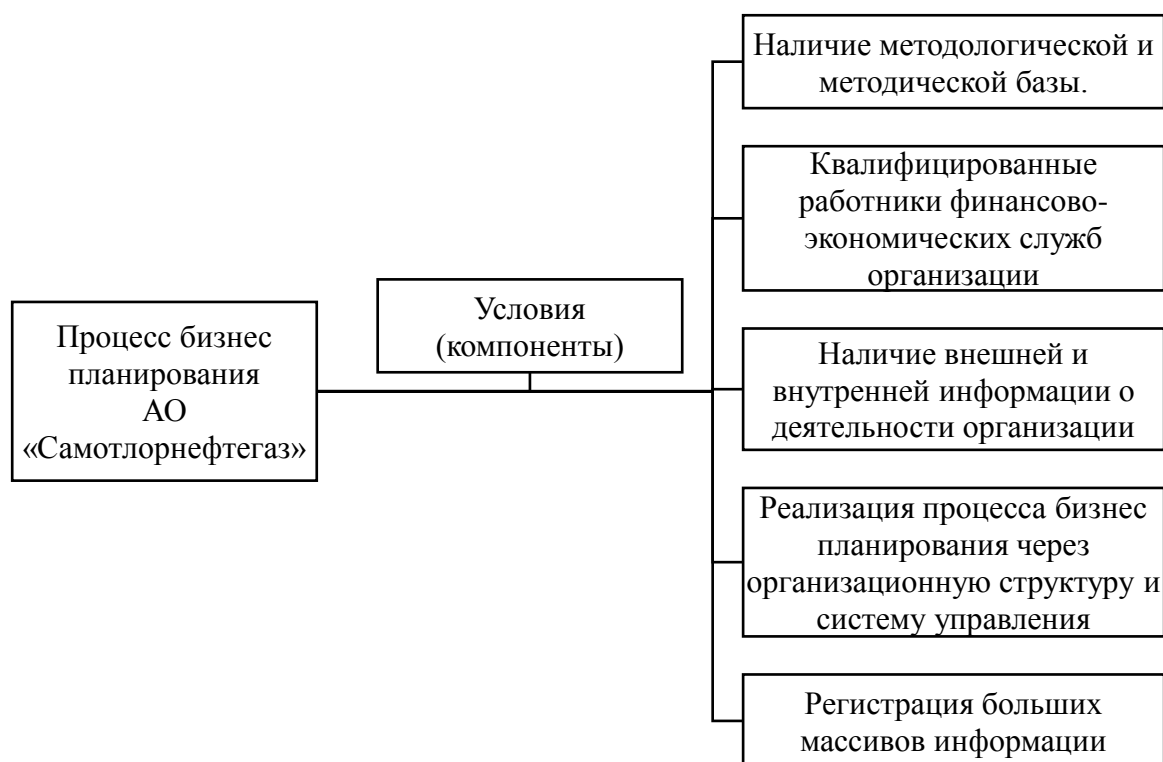 Процесс бизнес
планирования
АО
«Самотлорнефтегаз»
Условия
(компоненты)
Наличие методологической и
методической базы.
Квалифицированные
работники финансово-
экономических служб
организации
Наличие внешней и
внутренней информации о
деятельности организации
Реализация процесса бизнес
планирования через
организационную структуру и
систему управления
Регистрация больших
массивов информации